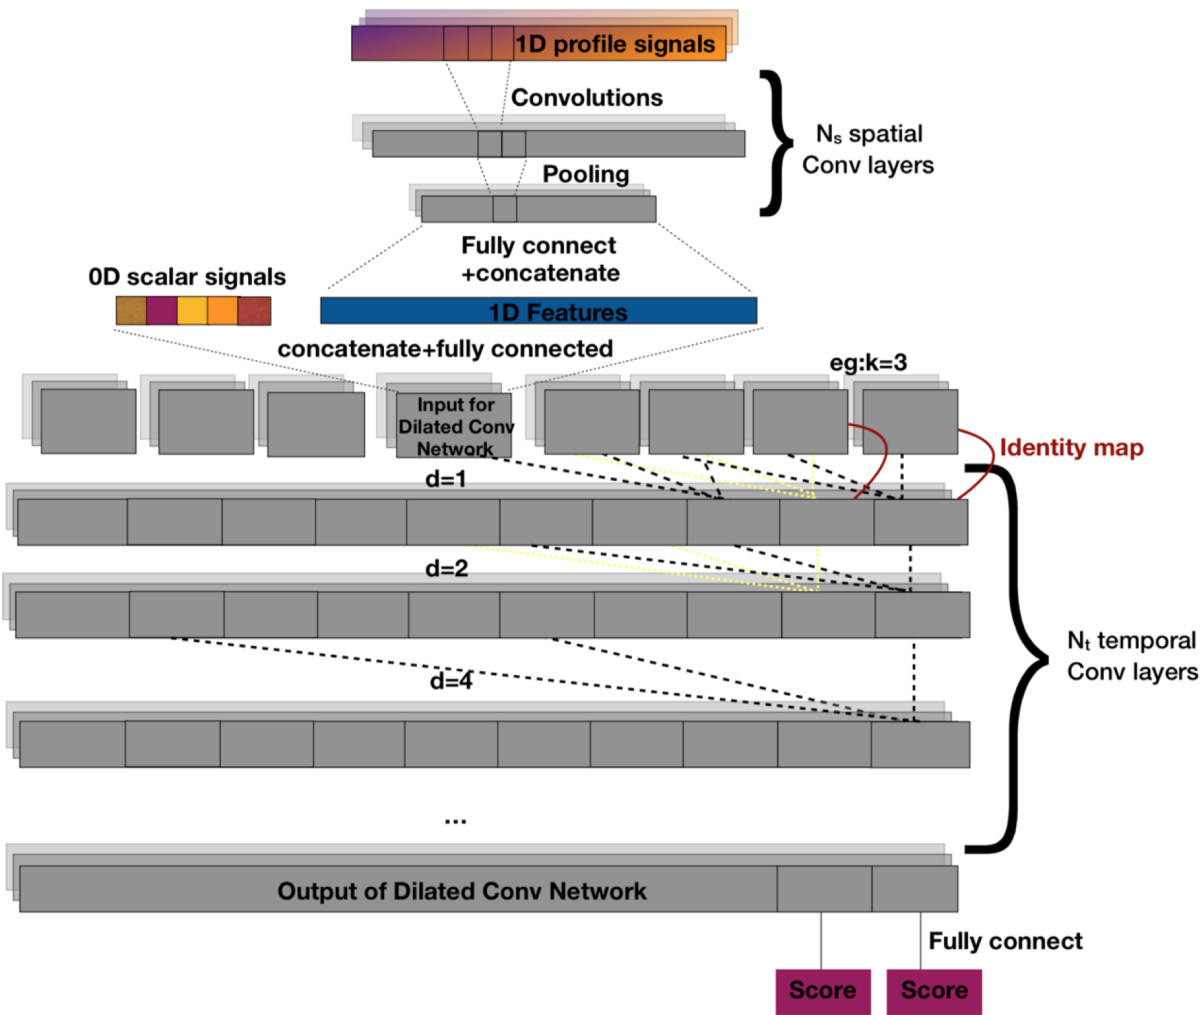 1D profile signals
Convolutions
Nₛ spatial
Conv layers
Pooling
Fully connect
+concatenate
0D scalar signals
1D Features
concatenate+fully connected
eg:k=3
Input for
Dilated Conv
Network
Identity map
d=1
d=2
Nₜ temporal
Conv layers
d=4
...
Output of Dilated Conv Network
Fully connect
Score
Score